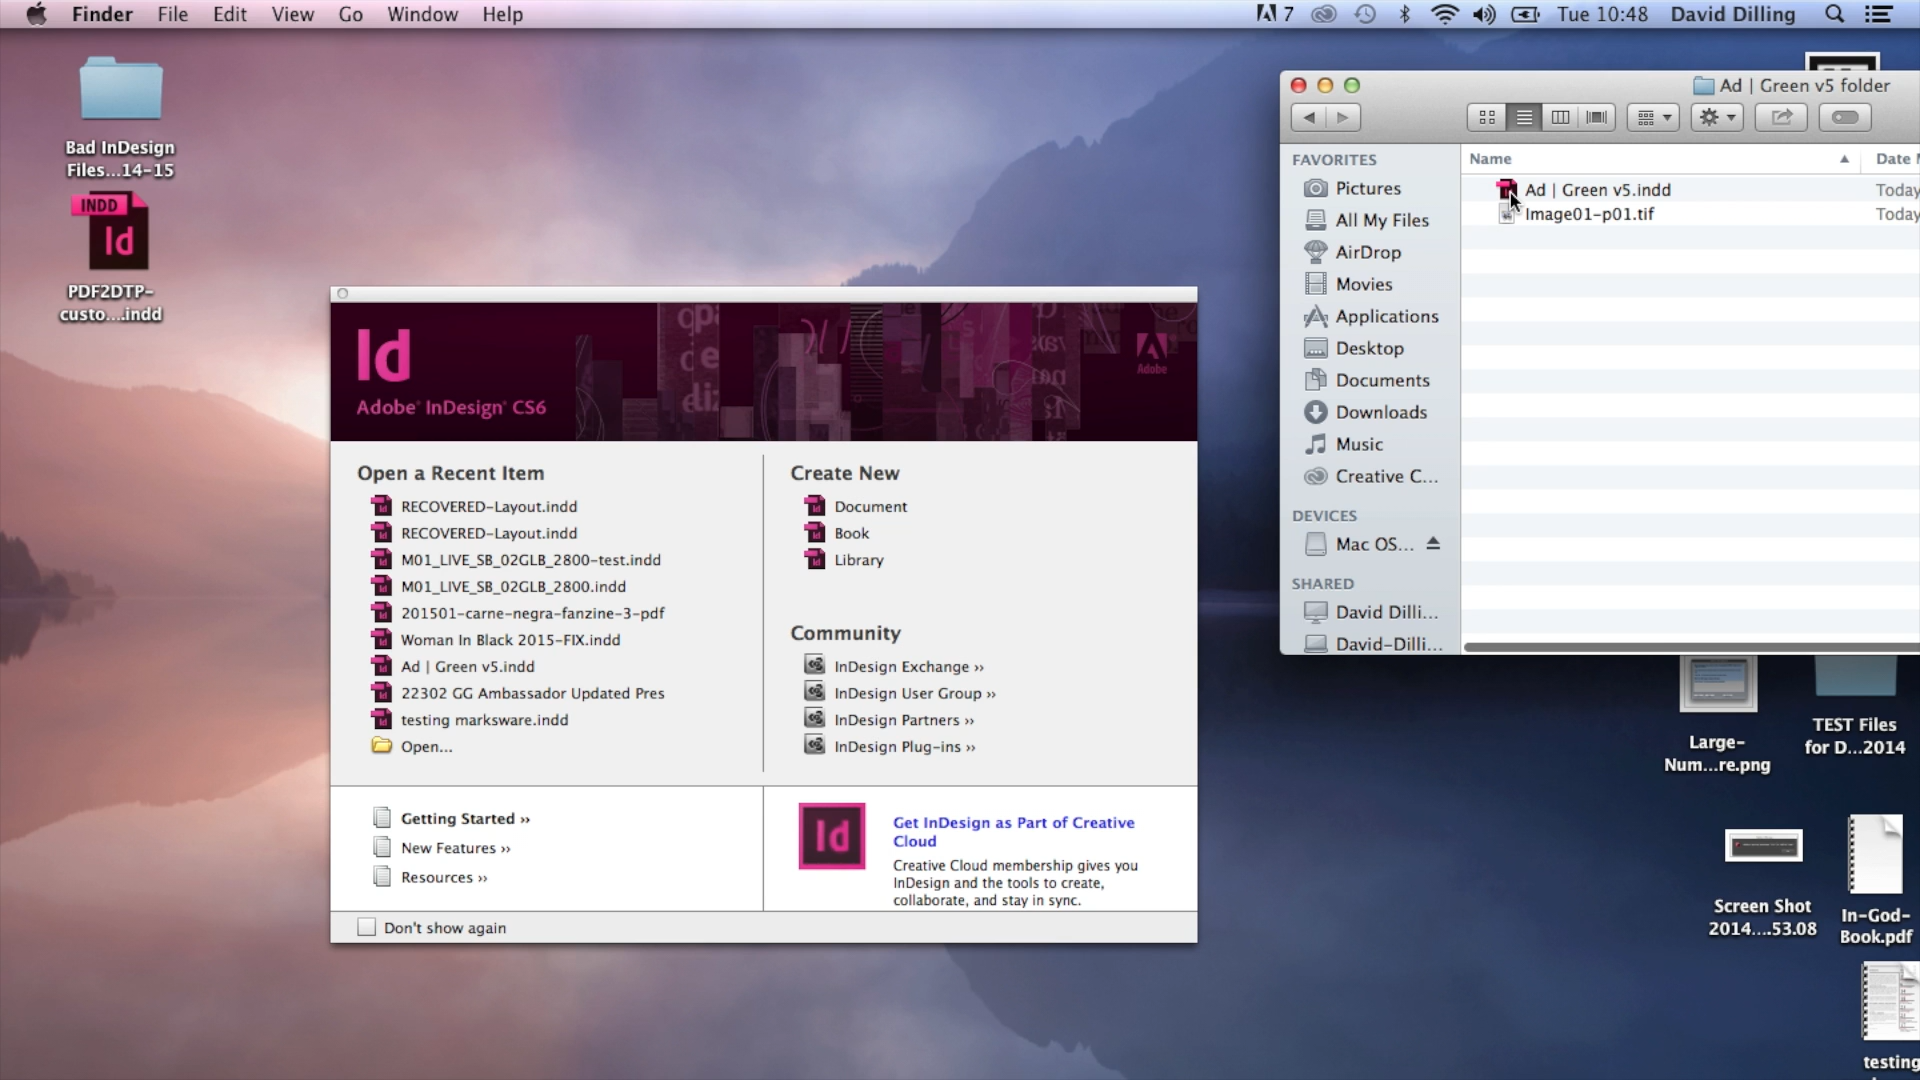 Finder File Edit View Go Window Help
7 Tue 10:48 David Dilling
Bad InDesign
Files...14-15
INDD
Id
PDF2DTP-
custo....indd
Ad | Green v5 folder
FAVORITES
Pictures
All My Files
AirDrop
Movies
Applications
Desktop
Documents
Downloads
Music
Creative C...
DEVICES
Mac OS...
SHARED
David Dilli...
David-Dilli...
Name Date
Ad | Green v5.indd Today
Image01-p01.tif Today
Id
Adobe® InDesign® CS6
Adobe
Open a Recent Item
RECOVERED-Layout.indd
RECOVERED-Layout.indd
M01_LIVE_SB_02GLB_2800-test.indd
M01_LIVE_SB_02GLB_2800.indd
201501-carne-negra-fanzine-3-pdf
Woman In Black 2015-FIX.indd
Ad | Green v5.indd
22302 GG Ambassador Updated Pres
testing marksware.indd
Open...
Create New
Document
Book
Library
Community
InDesign Exchange ››
InDesign User Group ››
InDesign Partners ››
InDesign Plug-ins ››
Getting Started ››
New Features ››
Resources ››
Id
Get InDesign as Part of Creative
Cloud
Creative Cloud membership gives you
InDesign and the tools to create,
collaborate, and stay in sync.
Don't show again
Large-
Num...re.png
TEST Files
for D...2014
Screen Shot
2014....53.08
In-God-
Book.pdf
testing